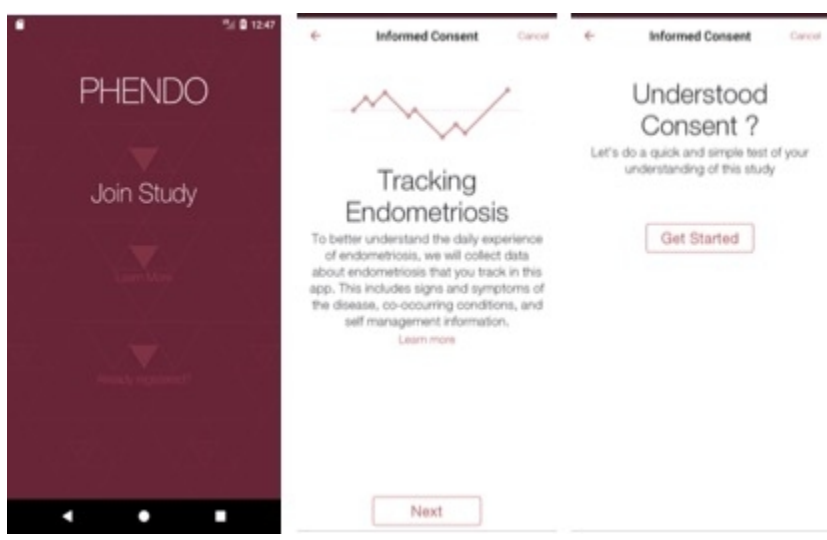 12:47
PHENDO
Join Study
Learn More
Already registered?
Informed Consent
Cancel
Tracking
Endometriosis
To better understand the daily experience
of endometriosis, we will collect data
about endometriosis that you track in this
app. This includes signs and symptoms of
the disease, co-occurring conditions, and
self management information.
Learn more
Next
Informed Consent
Cancel
Understood
Consent ?
Let's do a quick and simple test of your
understanding of this study
Get Started